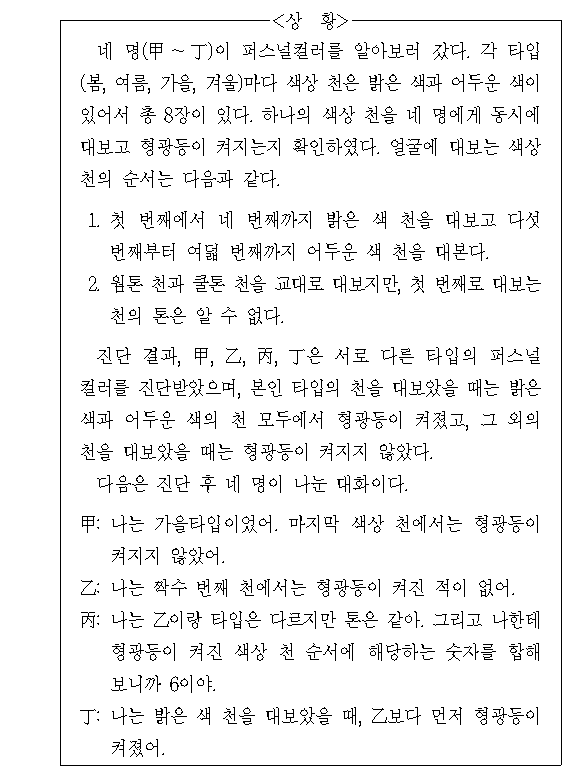 <상 황>
네 명(甲～丁)이 퍼스널컬러를 알아보러 갔다. 각 타입
(봄, 여름, 가을, 겨울)마다 색상 천은 밝은 색과 어두운 색이
있어서 총 8장이 있다. 하나의 색상 천을 네 명에게 동시에
대보고 형광등이 켜지는지 확인하였다. 얼굴에 대보는 색상
천의 순서는 다음과 같다.
1. 첫 번째에서 네 번째까지 밝은 색 천을 대보고 다섯
번째부터 여덟 번째까지 어두운 색 천을 대본다.
2. 웜톤 천과 쿨톤 천을 교대로 대보지만, 첫 번째로 대보는
천의 톤은 알 수 없다.
진단 결과, 甲, 乙, 丙, 丁은 서로 다른 타입의 퍼스널
컬러를 진단받았으며, 본인 타입의 천을 대보았을 때는 밝은
색과 어두운 색의 천 모두에서 형광등이 켜졌고, 그 외의
천을 대보았을 때는 형광등이 켜지지 않았다.
다음은 진단 후 네 명이 나눈 대화이다.
甲: 나는 가을타입이었어. 마지막 색상 천에서는 형광등이
켜지지 않았어.
乙: 나는 짝수 번째 천에서는 형광등이 켜진 적이 없어.
丙: 나는 乙이랑 타입은 다르지만 톤은 같아. 그리고 나한테
형광등이 켜진 색상 천 순서에 해당하는 숫자를 합해
보니까 6이야.
丁: 나는 밝은 색 천을 대보았을 때, 乙보다 먼저 형광등이
켜졌어.